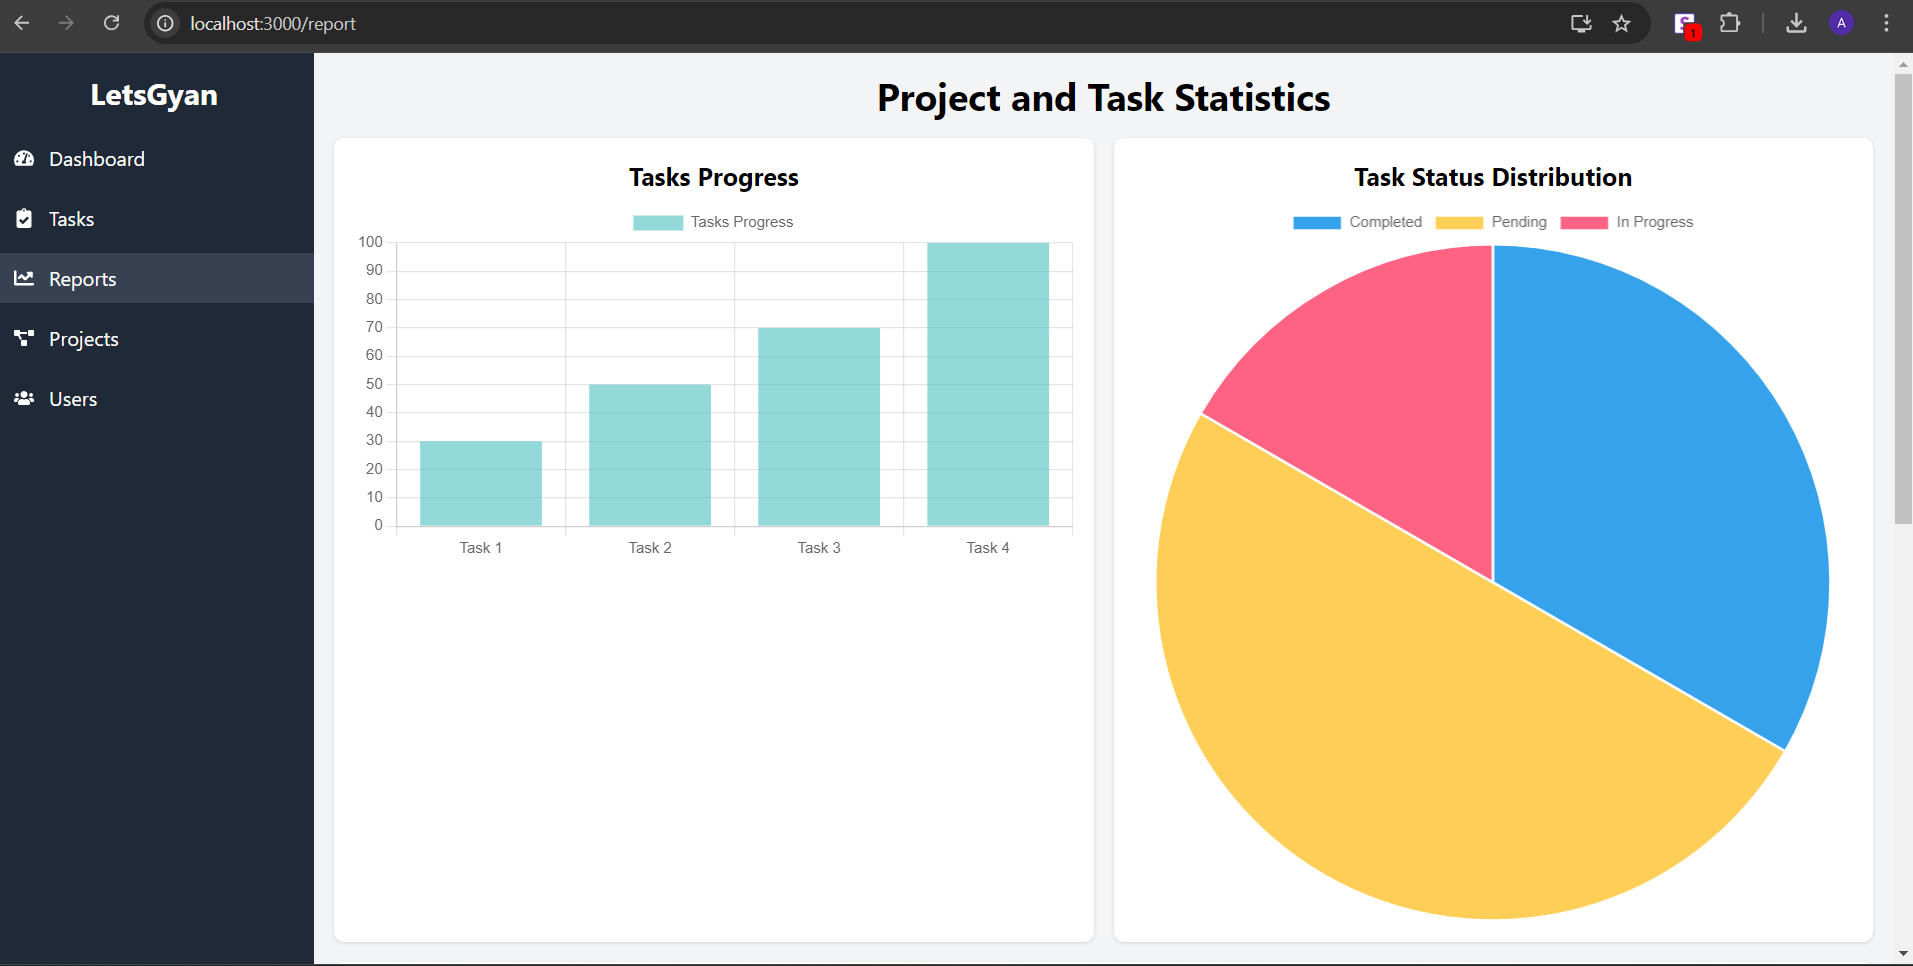 localhost:3000/report
1
A
LetsGyan
Dashboard
Tasks
Reports
Projects
Users
Project and Task Statistics
Tasks Progress
Tasks Progress
100
90
80
70
60
50
40
30
20
10
0
Task 1 Task 2 Task 3 Task 4
Task Status Distribution
Completed Pending In Progress